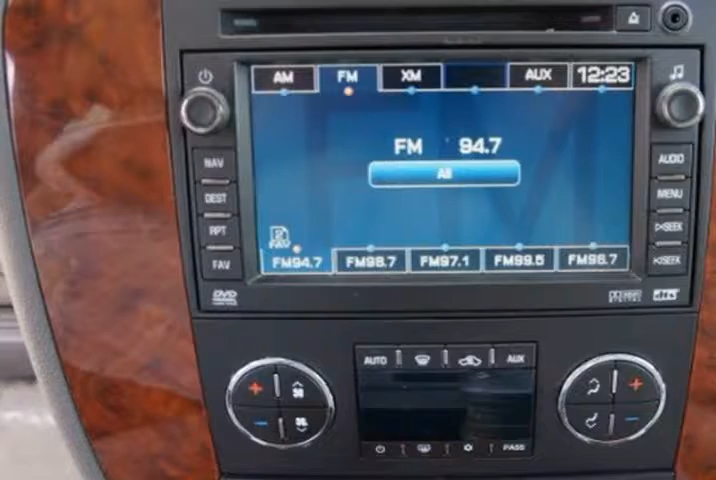 AM FM XM AUX 12:23
NAV
DEST
RPT
FAV
FM 94.7
All
AUDIO
MENU
SEEK
SEEK
2
FAV
FM94.7 FM98.7 FM97.1 FM99.5 FM96.7
DVD
dts
AUTO AUX
PASS